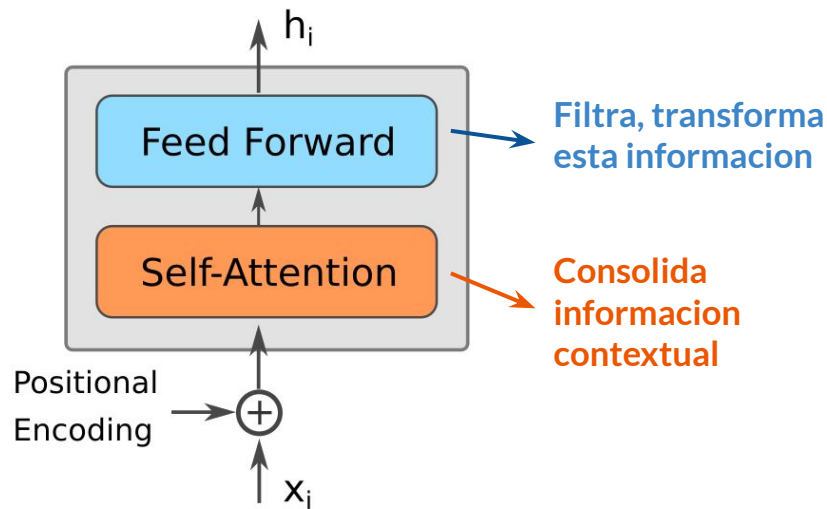 hᵢ
Feed Forward
Filtra, transforma
esta informacion
Self-Attention
Consolida
informacion
contextual
Positional
Encoding
+
xᵢ